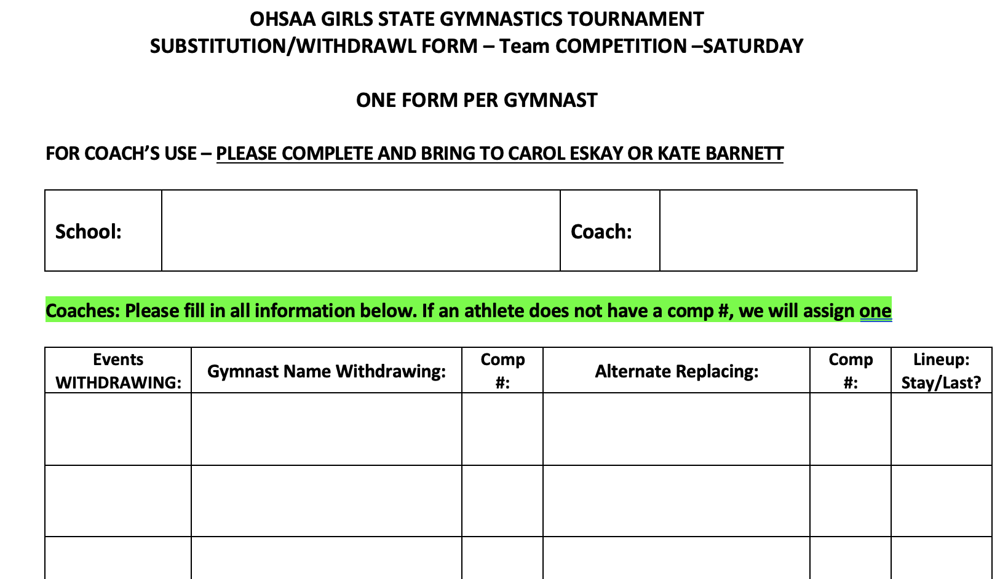 OHSAA GIRLS STATE GYMNASTICS TOURNAMENT
SUBSTITUTION/WITHDRAWL FORM – Team COMPETITION –SATURDAY
ONE FORM PER GYMNAST
FOR COACH’S USE – PLEASE COMPLETE AND BRING TO CAROL ESKAY OR KATE BARNETT
School:
Coach:
Coaches: Please fill in all information below. If an athlete does not have a comp #, we will assign one
Events
WITHDRAWING:
Gymnast Name Withdrawing:
Comp
#:
Alternate Replacing:
Comp
#:
Lineup:
Stay/Last?